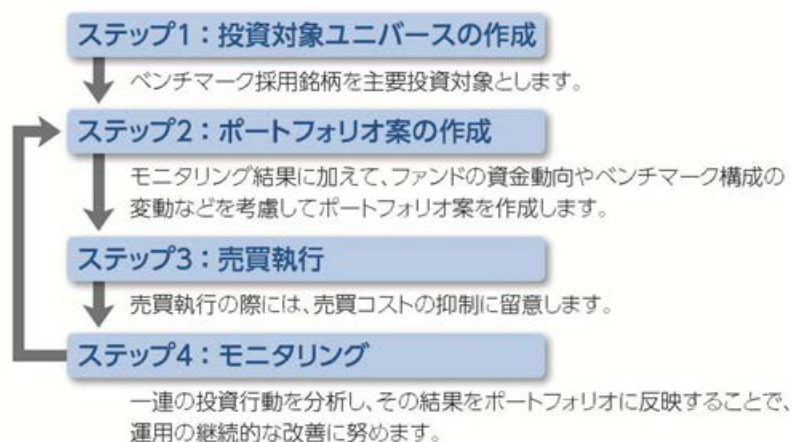 ステップ1：投資対象ユニバースの作成
ベンチマーク採用銘柄を主要投資対象とします。
ステップ2：ポートフォリオ案の作成
モニタリング結果に加えて、ファンドの資金動向やベンチマーク構成の
変動などを考慮してポートフォリオ案を作成します。
ステップ3：売買執行
売買執行の際には、売買コストの抑制に留意します。
ステップ4：モニタリング
一連の投資行動を分析し、その結果をポートフォリオに反映することで、
運用の継続的な改善に努めます。